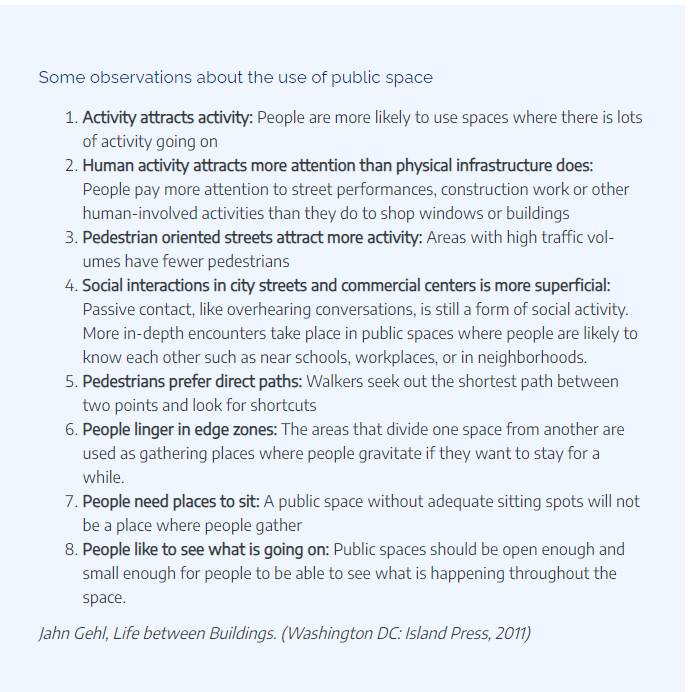 Some observations about the use of public space
1. Activity attracts activity: People are more likely to use spaces where there is lots
of activity going on
2. Human activity attracts more attention than physical infrastructure does:
People pay more attention to street performances, construction work or other
human-involved activities than they do to shop windows or buildings
3. Pedestrian oriented streets attract more activity: Areas with high traffic vol-
umes have fewer pedestrians
4. Social interactions in city streets and commercial centers is more superficial:
Passive contact, like overhearing conversations, is still a form of social activity.
More in-depth encounters take place in public spaces where people are likely to
know each other such as near schools, workplaces, or in neighborhoods.
5. Pedestrians prefer direct paths: Walkers seek out the shortest path between
two points and look for shortcuts
6. People linger in edge zones: The areas that divide one space from another are
used as gathering places where people gravitate if they want to stay for a
while.
7. People need places to sit: A public space without adequate sitting spots will not
be a place where people gather
8. People like to see what is going on: Public spaces should be open enough and
small enough for people to be able to see what is happening throughout the
space.
Jahn Gehl, Life between Buildings. (Washington DC: Island Press, 2011)